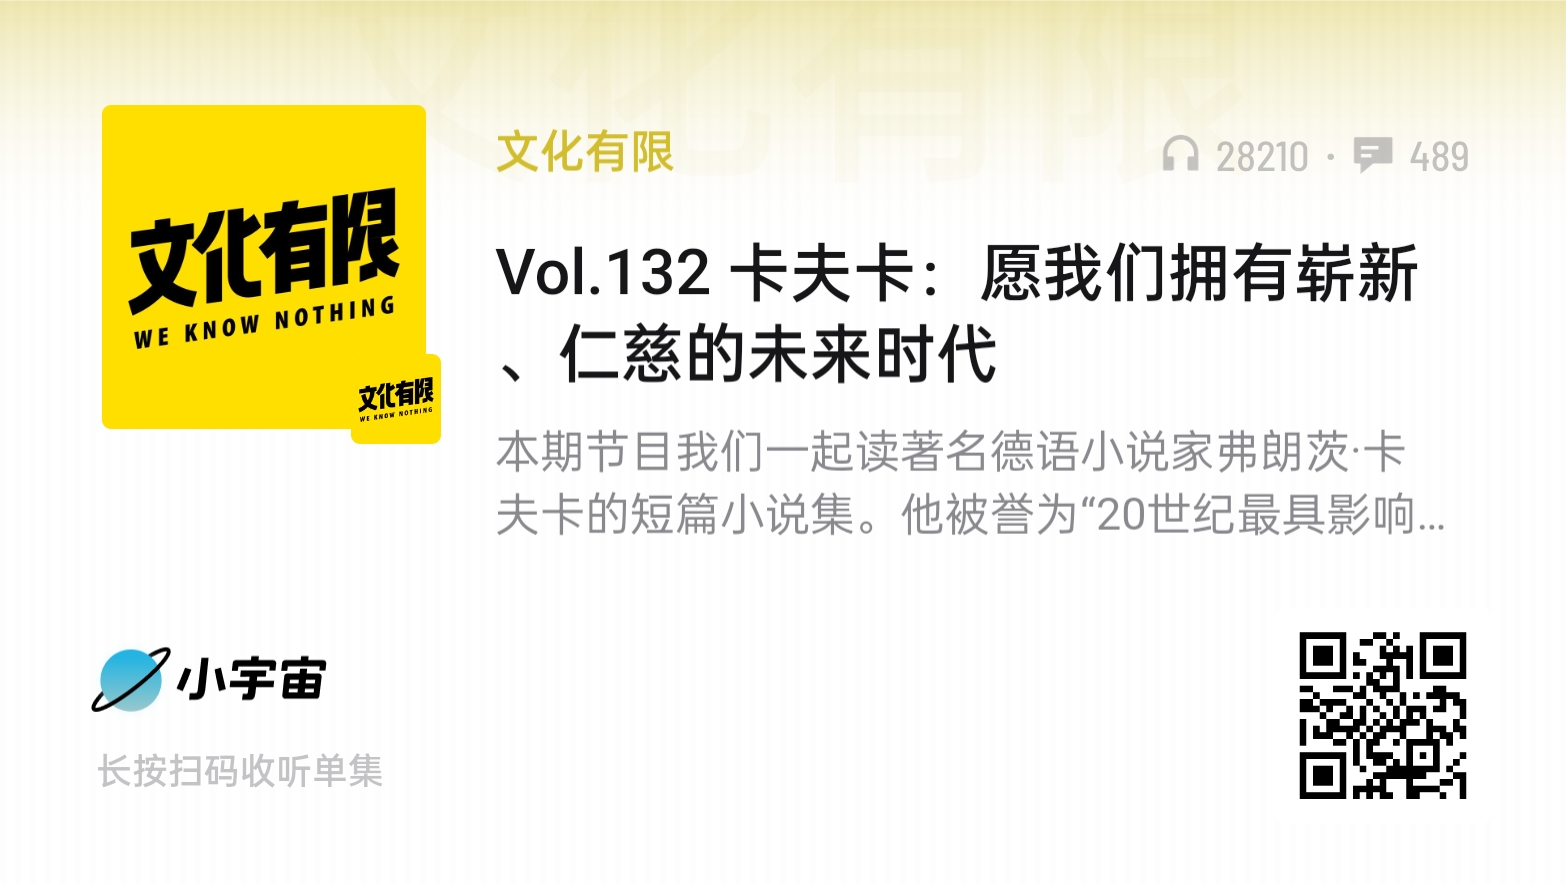 文化有限
28210 · 489
文化有限
WE KNOW NOTHING
文化有限
WE KNOW NOTHING
Vol.132 卡夫卡：愿我们拥有崭新
、仁慈的未来时代
本期节目我们一起读著名德语小说家弗朗茨·卡
夫卡的短篇小说集。他被誉为“20世纪最具影响...
小宇宙
长按扫码收听单集
文化有限